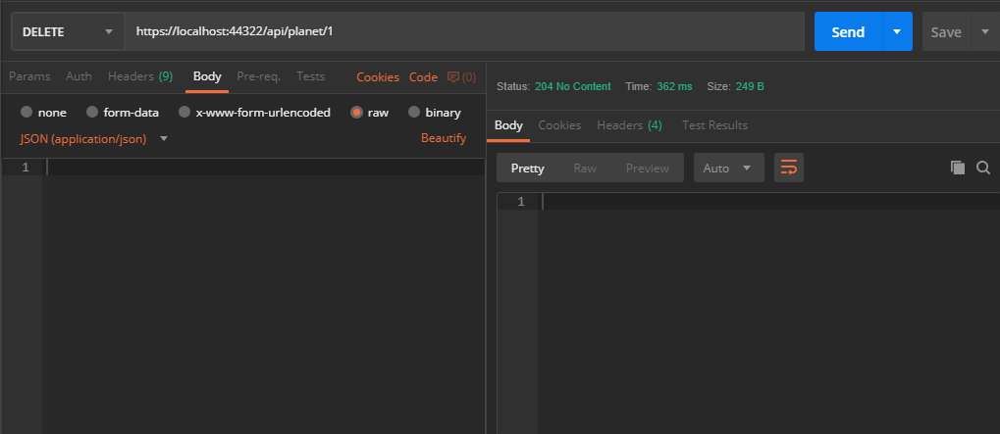 DELETE https://localhost:44322/api/planet/1 Send Save
Params Auth Headers (9) Body Pre-req. Tests Cookies Code (0)
none form-data x-www-form-urlencoded raw binary
JSON (application/json) Beautify
1
Status: 204 No Content Time: 362 ms Size: 249 B
Body Cookies Headers (4) Test Results
Pretty Raw Preview Auto
1